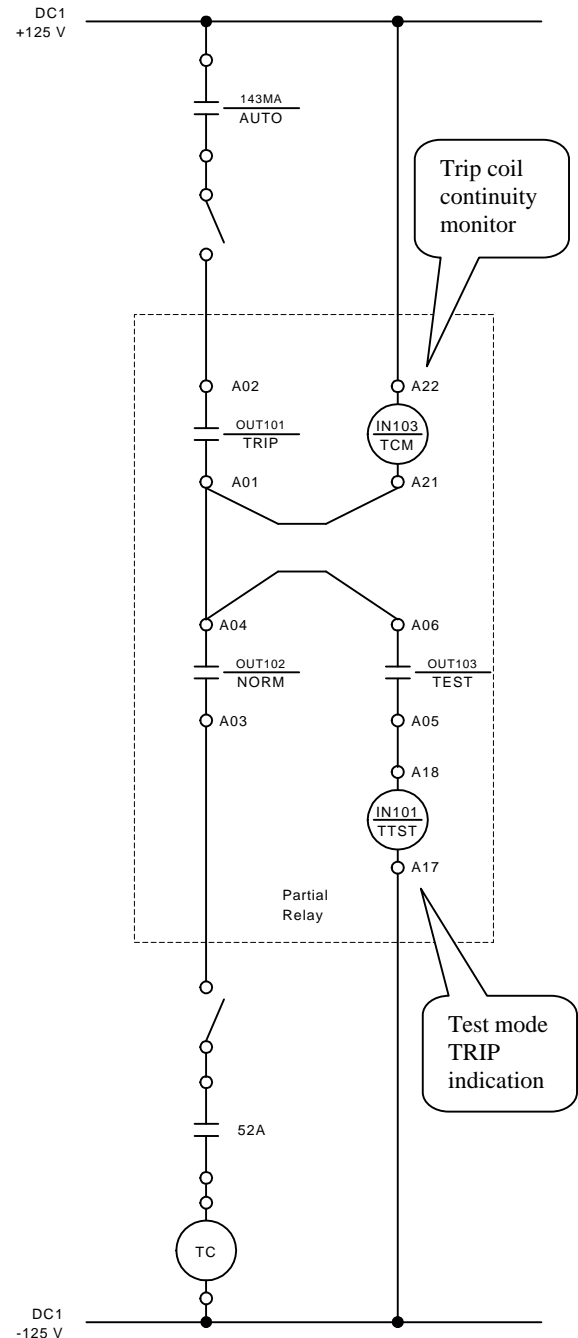 DC1
+125 V
143MA
AUTO
Trip coil
continuity
monitor
A02
A22
OUT101
TRIP
IN103
TCM
A01
A21
A04
A06
OUT102
NORM
OUT103
TEST
A03
A05
A18
IN101
TTST
A17
Partial
Relay
Test mode
TRIP
indication
52A
TC
DC1
-125 V